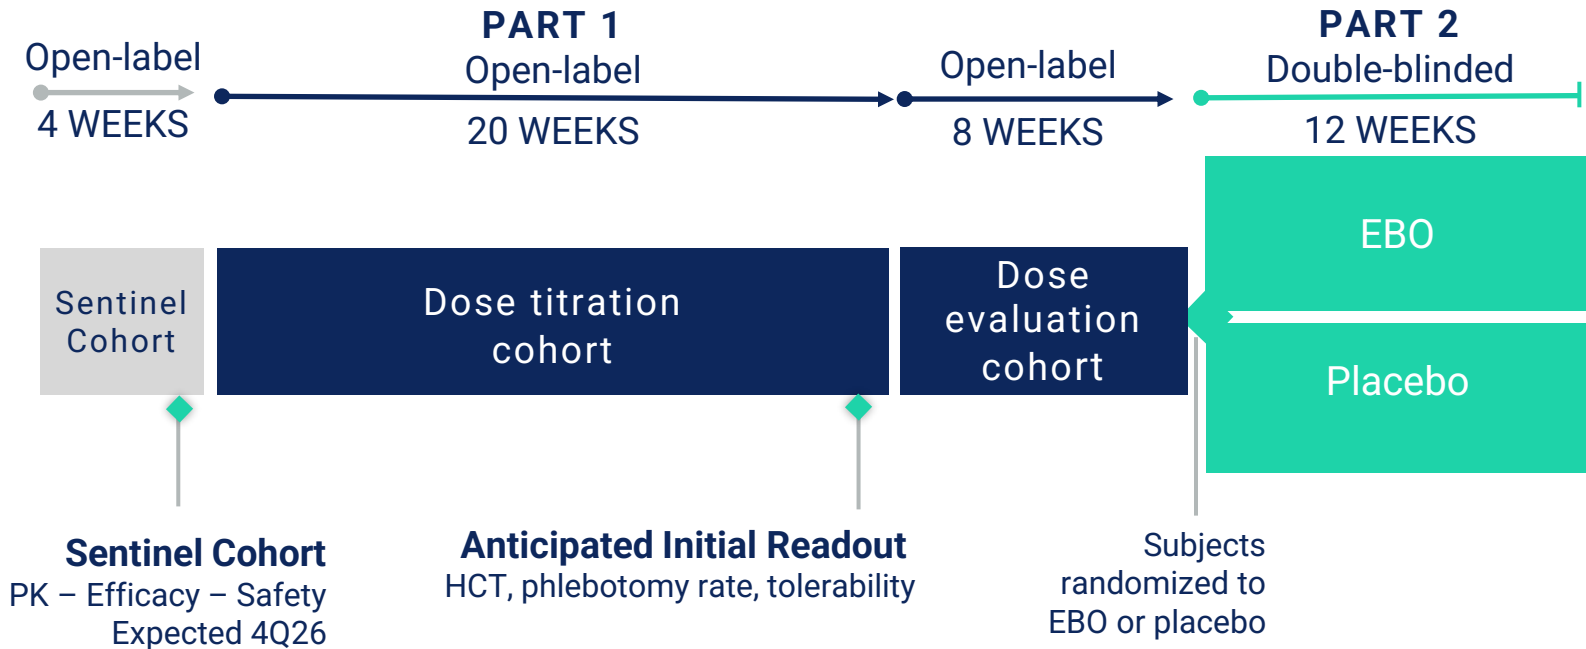 Open-label
4 WEEKS
PART 1
Open-label
20 WEEKS
Open-label
8 WEEKS
PART 2
Double-blinded
12 WEEKS
Sentinel
Cohort
Dose titration
cohort
Dose
evaluation
cohort
EBO
Placebo
Sentinel Cohort
PK – Efficacy – Safety
Expected 4Q26
Anticipated Initial Readout
HCT, phlebotomy rate, tolerability
Subjects
randomized to
EBO or placebo